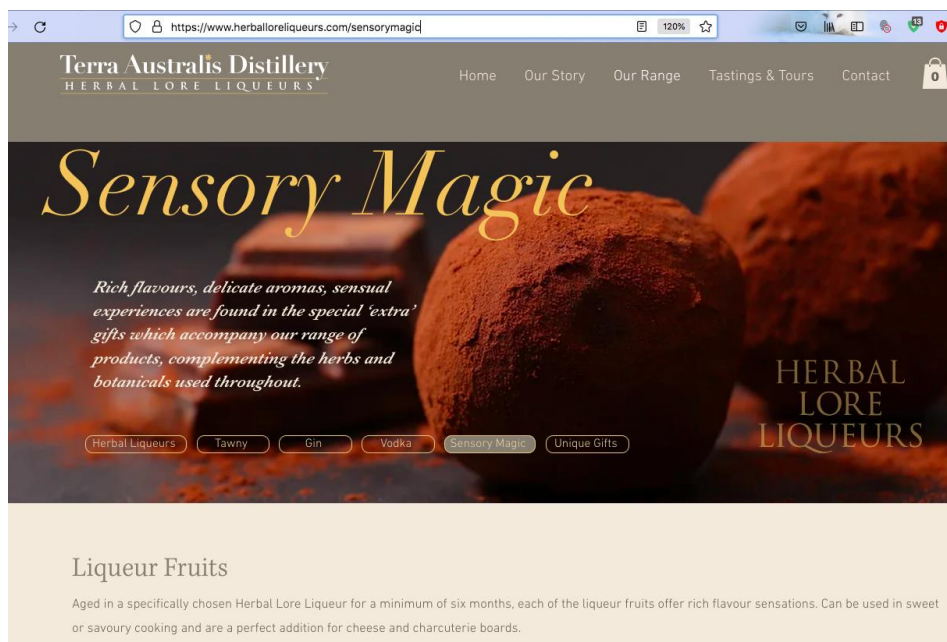 https://www.herballoreliqueurs.com/sensorymagic
120%
13
Terra Australis Distillery
HERBAL LORE LIQUEURS
Home Our Story Our Range Tastings & Tours Contact
0
Sensory Magic
Rich flavours, delicate aromas, sensual
experiences are found in the special ‘extra’
gifts which accompany our range of
products, complementing the herbs and
botanicals used throughout.
HERBAL
LORE
LIQUEURS
Herbal Liqueurs Tawny Gin Vodka Sensory Magic Unique Gifts
Liqueur Fruits
Aged in a specifically chosen Herbal Lore Liqueur for a minimum of six months, each of the liqueur fruits offer rich flavour sensations. Can be used in sweet
or savoury cooking and are a perfect addition for cheese and charcuterie boards.